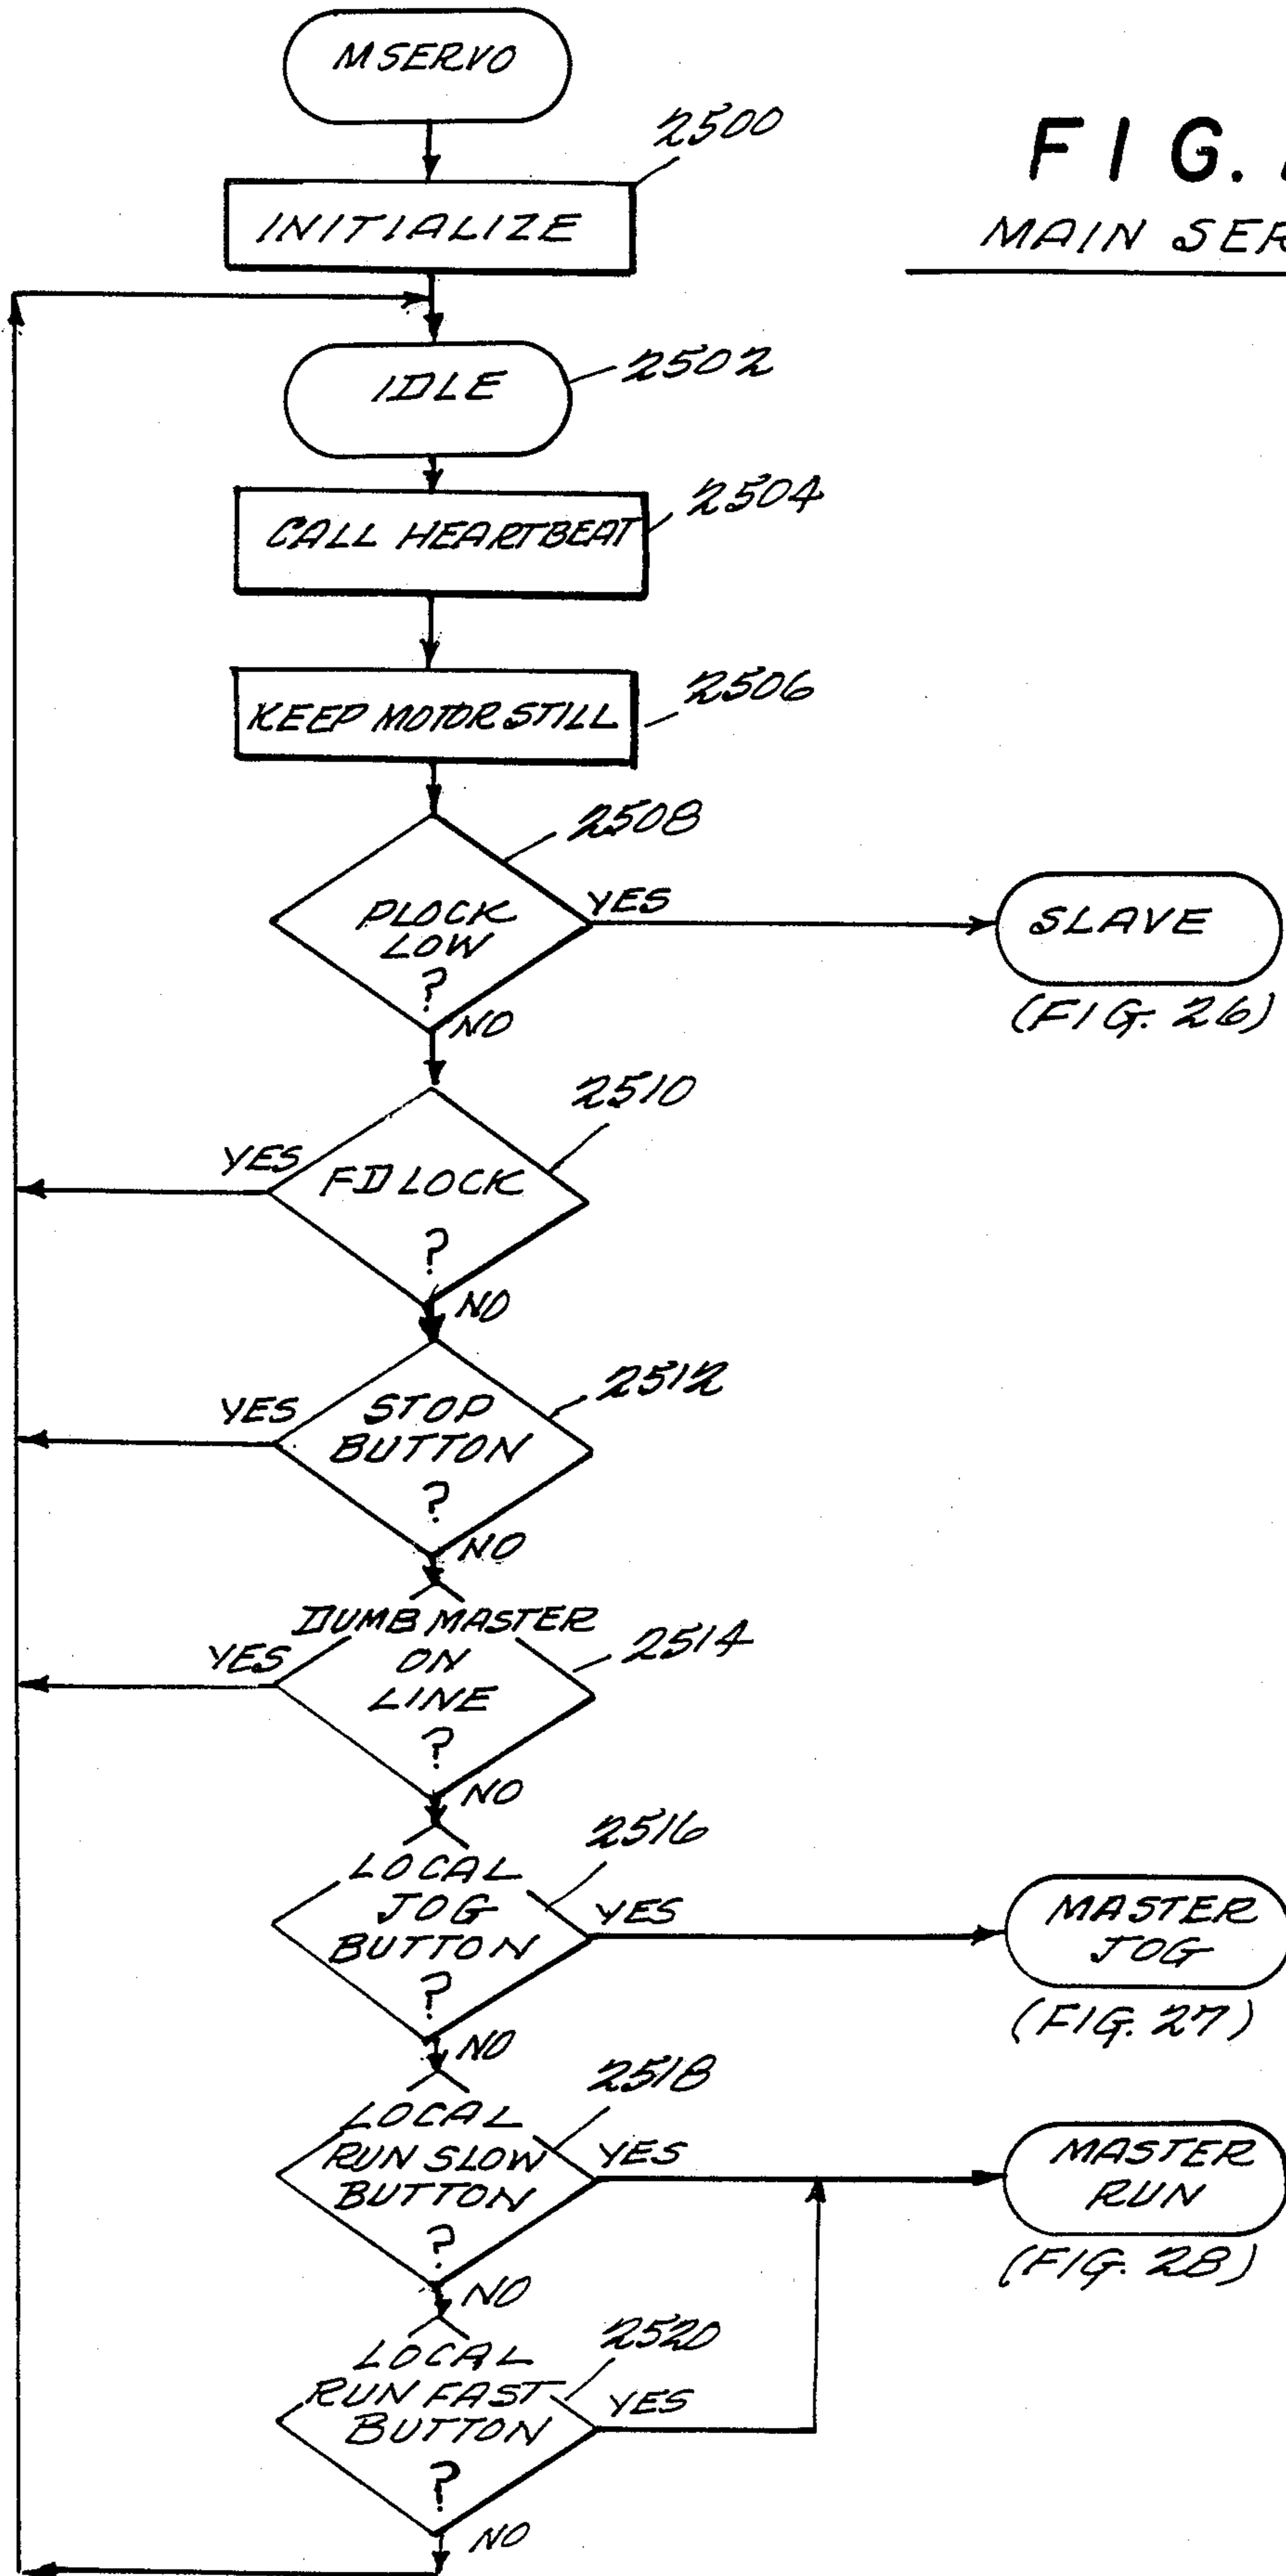 MSERVO
2500
FIG.
INITIALIZE
MAIN SER
IDLE
2502
2504
CALL HEARTBEAT
2506
KEEP MOTOR STILL
2508
PLOCK
LOW
?
YES
SLAVE
(FIG. 26)
NO
2510
YES
FD LOCK
?
NO
2512
YES
STOP
BUTTON
?
NO
DUMB MASTER
ON
LINE
?
2514
YES
NO
2516
LOCAL
JOG
BUTTON
?
YES
MASTER
JOG
(FIG. 27)
NO
2518
LOCAL
RUN SLOW
BUTTON
?
YES
MASTER
RUN
(FIG. 28)
NO
2520
LOCAL
RUN FAST
BUTTON
?
YES
NO